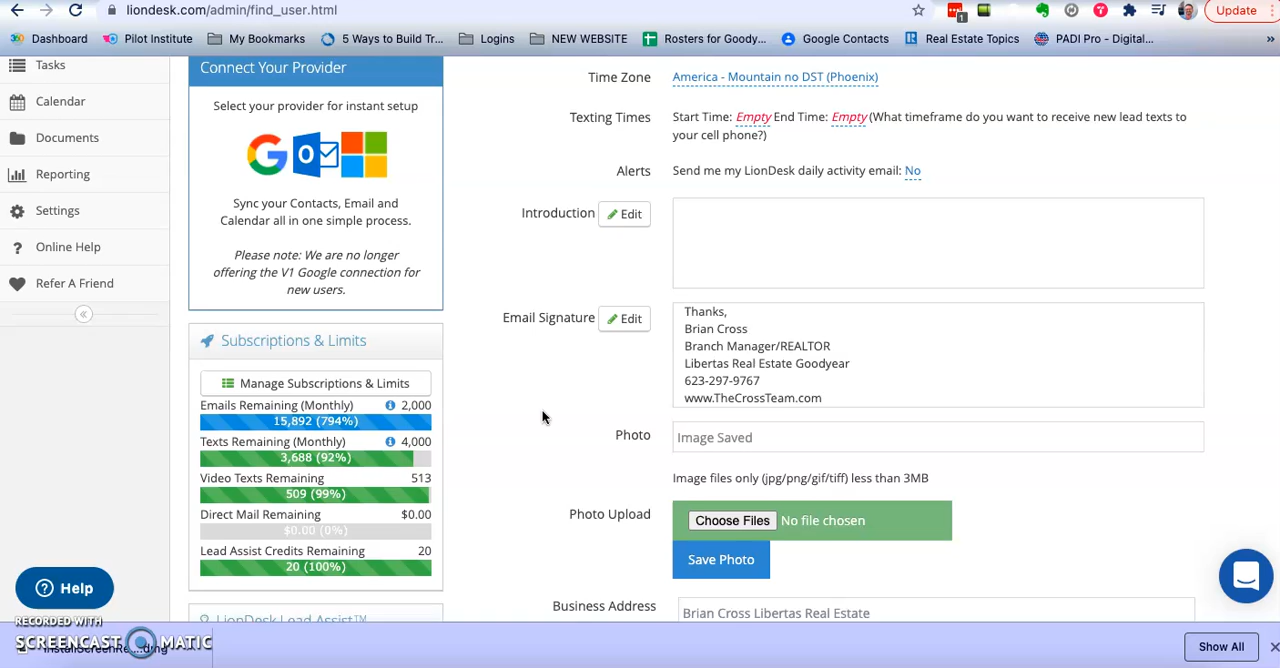 liondesk.com/admin/find_user.html
1
Update
Dashboard
Pilot Institute
My Bookmarks
5 Ways to Build Tr...
Logins
NEW WEBSITE
Rosters for Goody...
Google Contacts
Real Estate Topics
PADI Pro - Digital...
»
Tasks
Calendar
Documents
Reporting
Settings
Online Help
Refer A Friend
Connect Your Provider
Select your provider for instant setup
Sync your Contacts, Email and
Calendar all in one simple process.
Please note: We are no longer
offering the V1 Google connection for
new users.
Subscriptions & Limits
Manage Subscriptions & Limits
Emails Remaining (Monthly) 2,000
15,892 (794%)
Texts Remaining (Monthly) 4,000
3,688 (92%)
Video Texts Remaining 513
509 (99%)
Direct Mail Remaining $0.00
$0.00 (0%)
Lead Assist Credits Remaining 20
20 (100%)
LionDesk Lead Assist™
Time Zone America - Mountain no DST (Phoenix)
Texting Times Start Time: Empty End Time: Empty (What timeframe do you want to receive new lead texts to
your cell phone?)
Alerts Send me my LionDesk daily activity email: No
Introduction Edit
Email Signature Edit
Thanks,
Brian Cross
Branch Manager/REALTOR
Libertas Real Estate Goodyear
623-297-9767
www.TheCrossTeam.com
Photo Image Saved
Image files only (jpg/png/gif/tiff) less than 3MB
Photo Upload Choose Files No file chosen
Save Photo
Business Address Brian Cross Libertas Real Estate
Help
RECORDED WITH
SCREENCAST MATIC
Show All